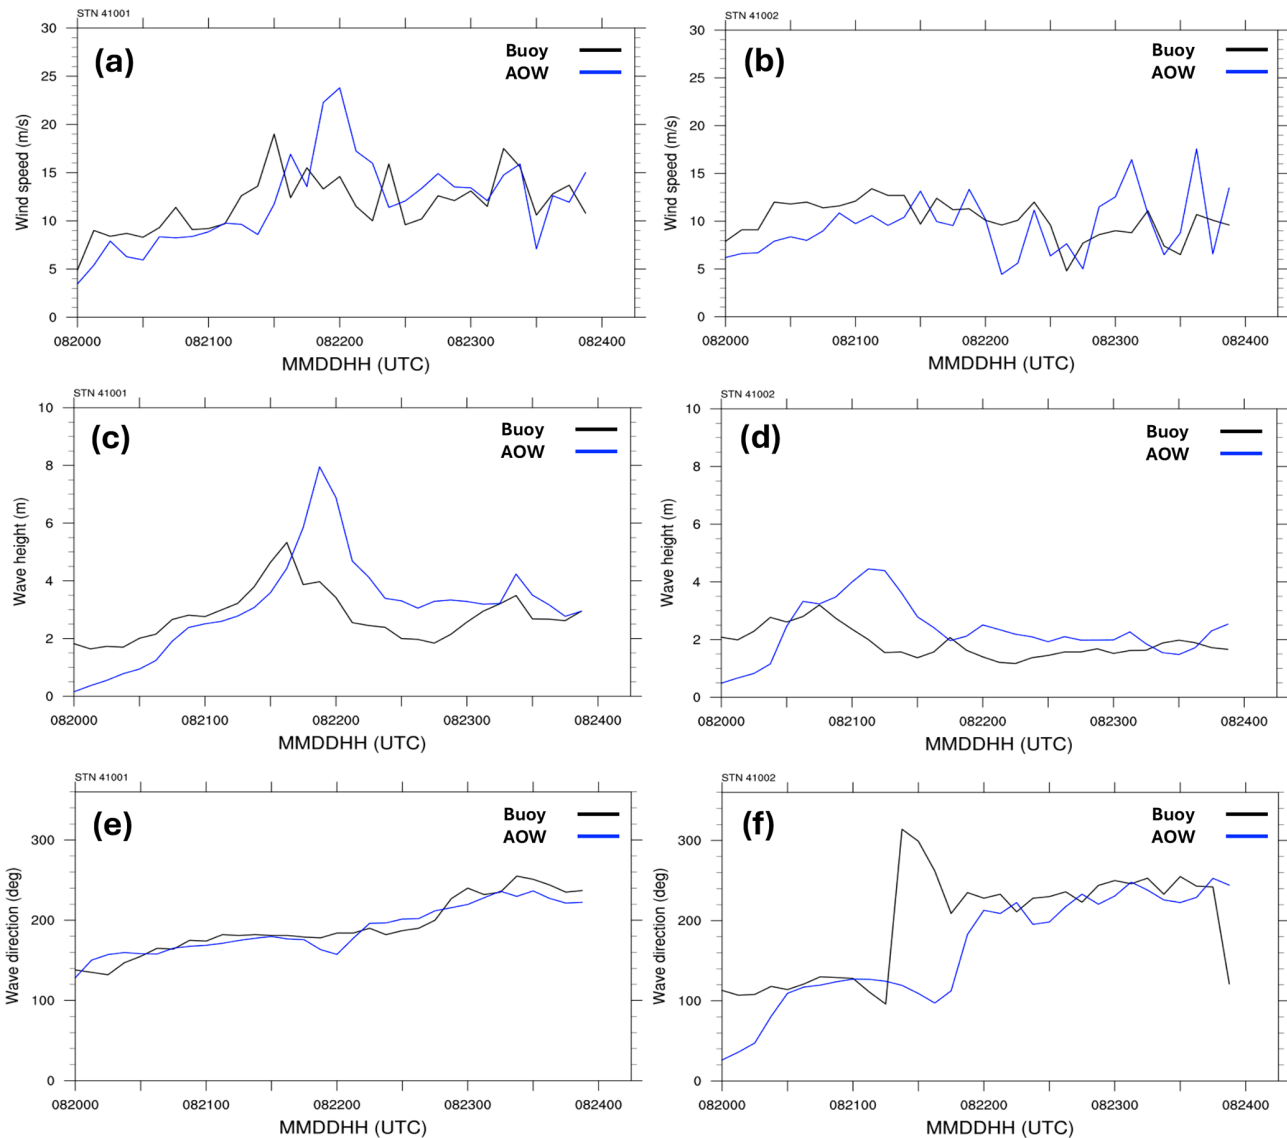 STN 41001
(a)
Buoy
AOW
Wind speed (m/s)
30
25
20
15
10
5
0
082000
082100
082200
082300
082400
MMDDHH (UTC)
STN 41002
(b)
Buoy
AOW
Wind speed (m/s)
30
25
20
15
10
5
0
082000
082100
082200
082300
082400
MMDDHH (UTC)
STN 41001
(c)
Buoy
AOW
Wave height (m)
10
8
6
4
2
0
082000
082100
082200
082300
082400
MMDDHH (UTC)
STN 41002
(d)
Buoy
AOW
Wave height (m)
10
8
6
4
2
0
082000
082100
082200
082300
082400
MMDDHH (UTC)
STN 41001
(e)
Buoy
AOW
Wave direction (deg)
300
200
100
0
082000
082100
082200
082300
082400
MMDDHH (UTC)
STN 41002
(f)
Buoy
AOW
Wave direction (deg)
300
200
100
0
082000
082100
082200
082300
082400
MMDDHH (UTC)